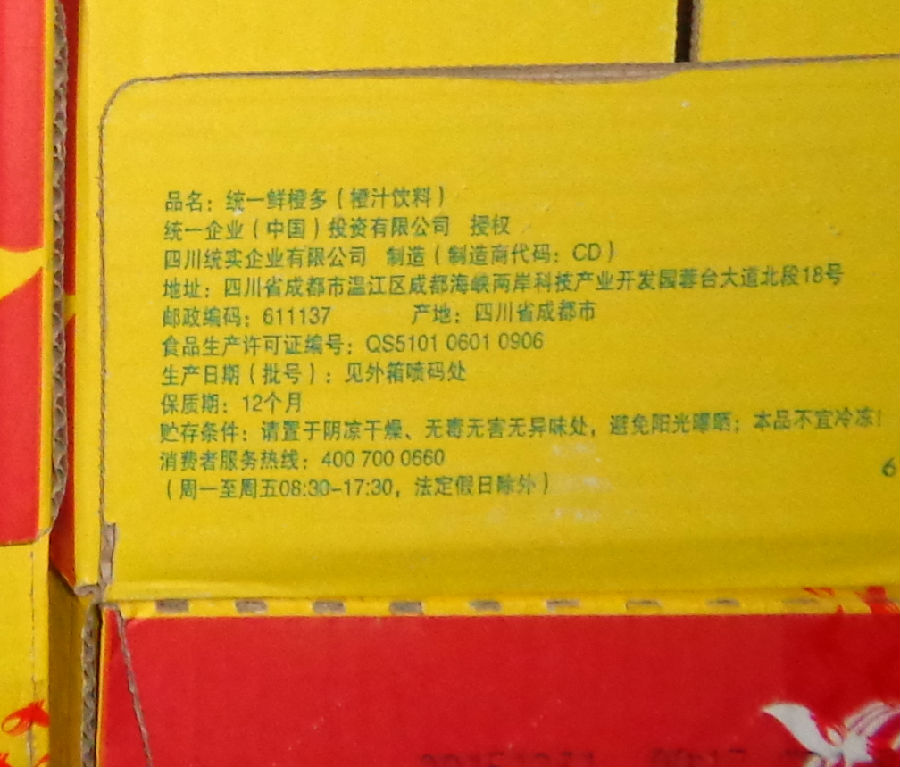 品名：统一鲜橙多（橙汁饮料）
统一企业（中国）投资有限公司 授权
四川统实企业有限公司 制造（制造商代码：CD）
地址：四川省成都市温江区成都海峡两岸科技产业开发园蓉台大道北段18号
邮政编码：611137 产地：四川省成都市
食品生产许可证编号：QS5101 0601 0906
生产日期（批号）：见外箱喷码处
保质期：12个月
贮存条件：请置于阴凉干燥、无毒无害无异味处，避免阳光曝晒；本品不宜冷冻！
消费者服务热线：400 700 0660
（周一至周五08:30-17:30，法定假日除外）
6